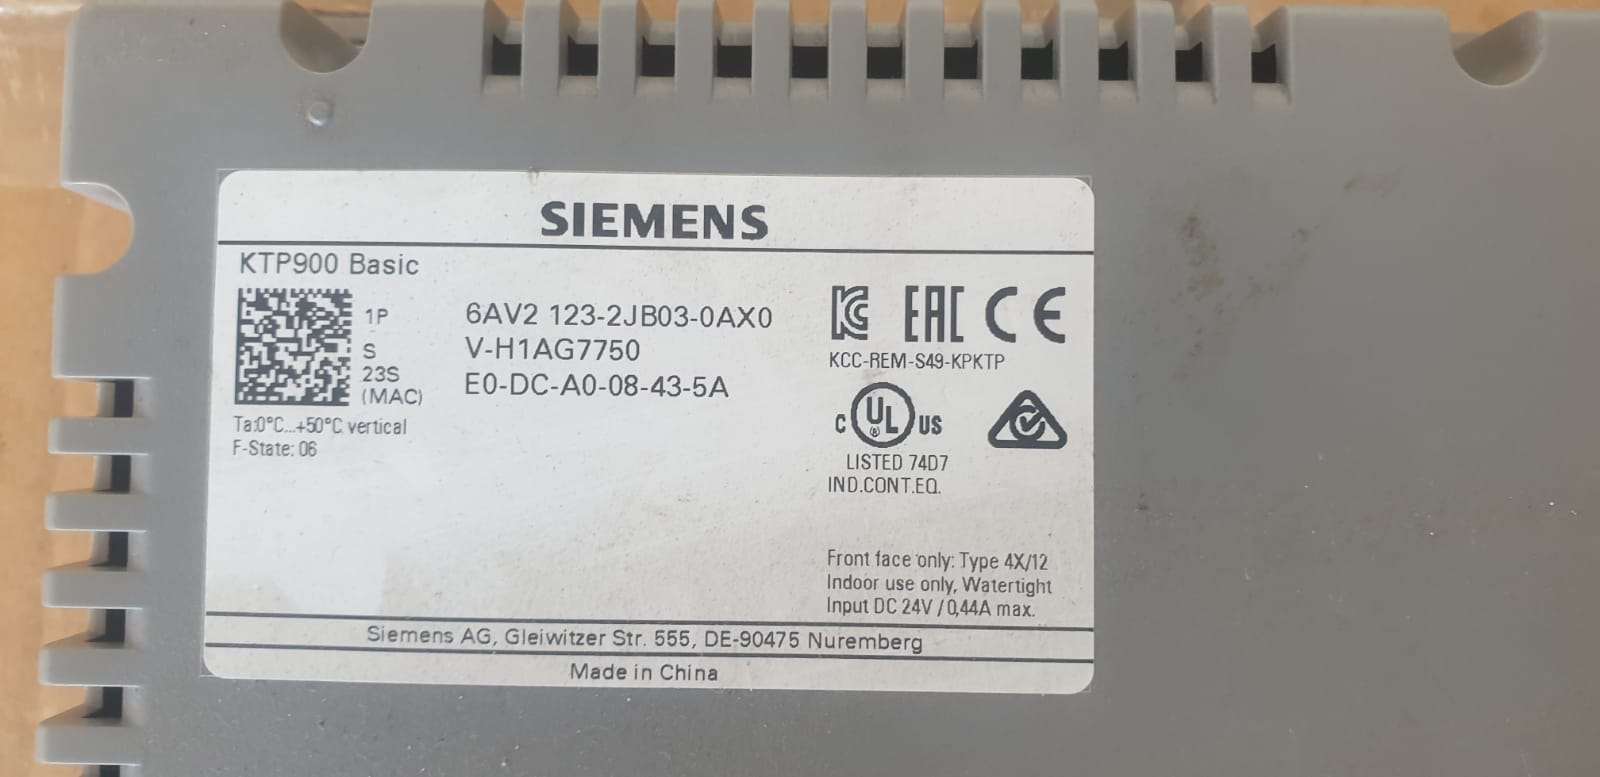 SIEMENS
KTP900 Basic
1P 6AV2 123-2JB03-0AX0
S V-H1AG7750
23S E0-DC-A0-08-43-5A
(MAC)
Ta:0°C...+50°C vertical
F-State: 06
KC EAC CE
KCC-REM-S49-KPKTP
C UL US
®
LISTED 74D7
IND.CONT.EQ.
Front face only: Type 4X/12
Indoor use only, Watertight
Input DC 24V / 0,44A max.
Siemens AG, Gleiwitzer Str. 555, DE-90475 Nuremberg
Made in China